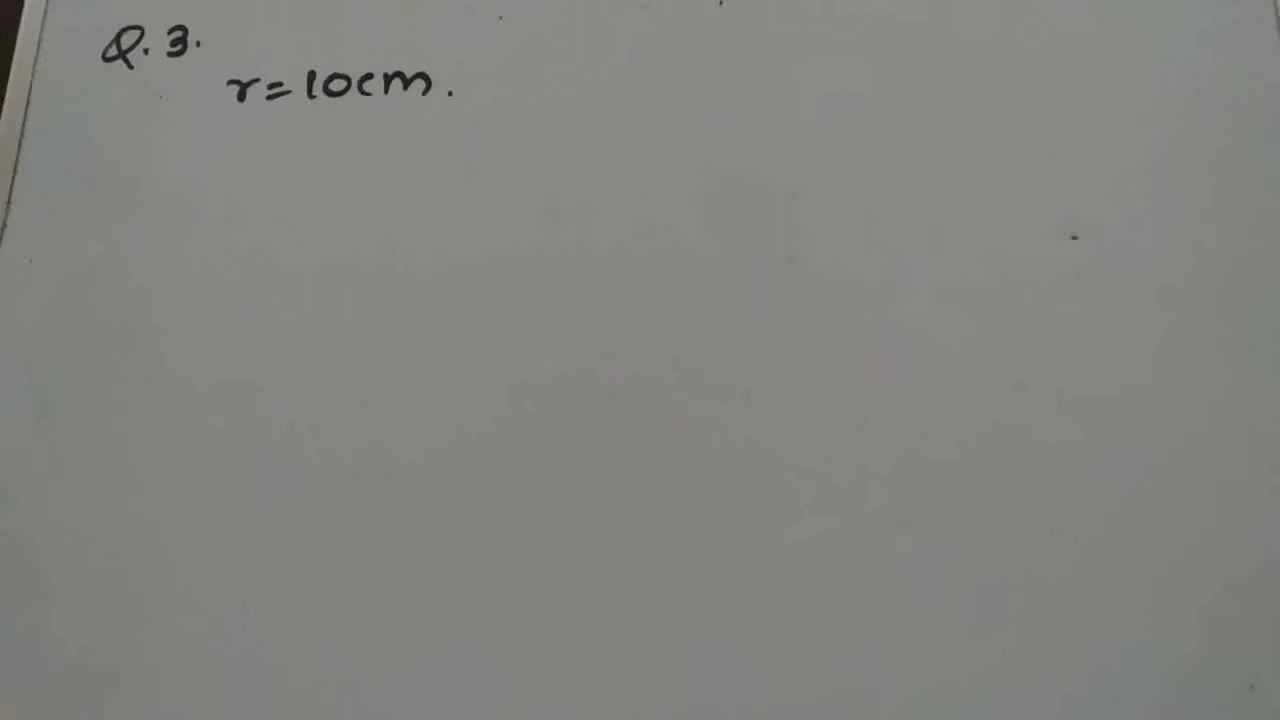 Q. 3.
r = 10cm.